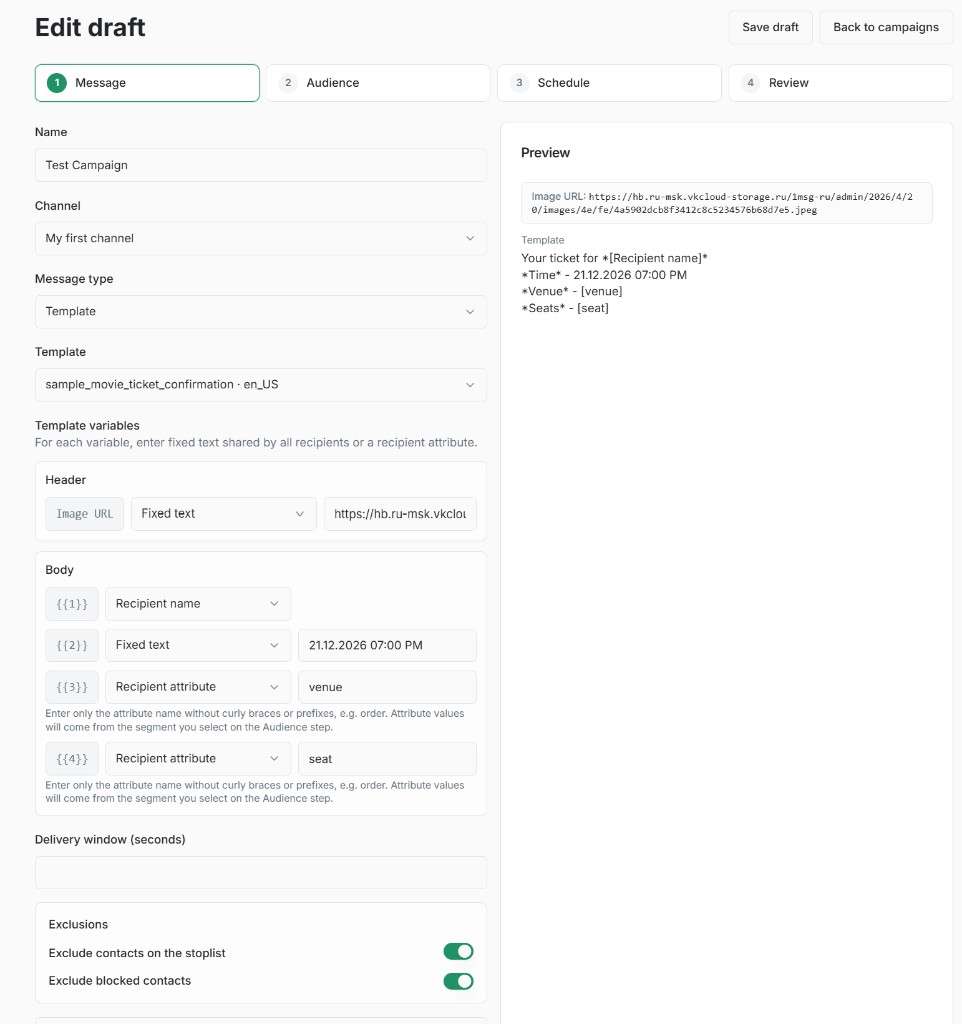 Edit draft
Save draft
Back to campaigns
1 Message
2 Audience
3 Schedule
4 Review
Name
Test Campaign
Channel
My first channel
Message type
Template
Template
sample_movie_ticket_confirmation · en_US
Template variables
For each variable, enter fixed text shared by all recipients or a recipient attribute.
Header
Image URL
Fixed text
https://hb.ru-msk.vkclou
Body
{{1}}
Recipient name
{{2}}
Fixed text
21.12.2026 07:00 PM
{{3}}
Recipient attribute
venue
Enter only the attribute name without curly braces or prefixes, e.g. order. Attribute values
will come from the segment you select on the Audience step.
{{4}}
Recipient attribute
seat
Enter only the attribute name without curly braces or prefixes, e.g. order. Attribute values
will come from the segment you select on the Audience step.
Delivery window (seconds)
Exclusions
Exclude contacts on the stoplist
Exclude blocked contacts
Preview
Image URL: https://hb.ru-msk.vkcloud-storage.ru/1msg-ru/admin/2026/4/2
0/images/4e/fe/4a5902dcb8f3412c8c5234576b68d7e5.jpeg
Template
Your ticket for *[Recipient name]*
*Time* - 21.12.2026 07:00 PM
*Venue* - [venue]
*Seats* - [seat]